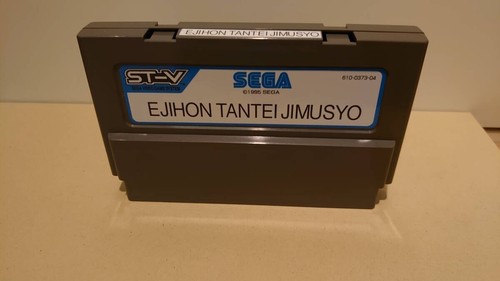 EJIHON TANTEI JIMUSYO
ST-V
SEGA
610-0373-04
©1995 SEGA
EJIHON TANTEI JIMUSYO